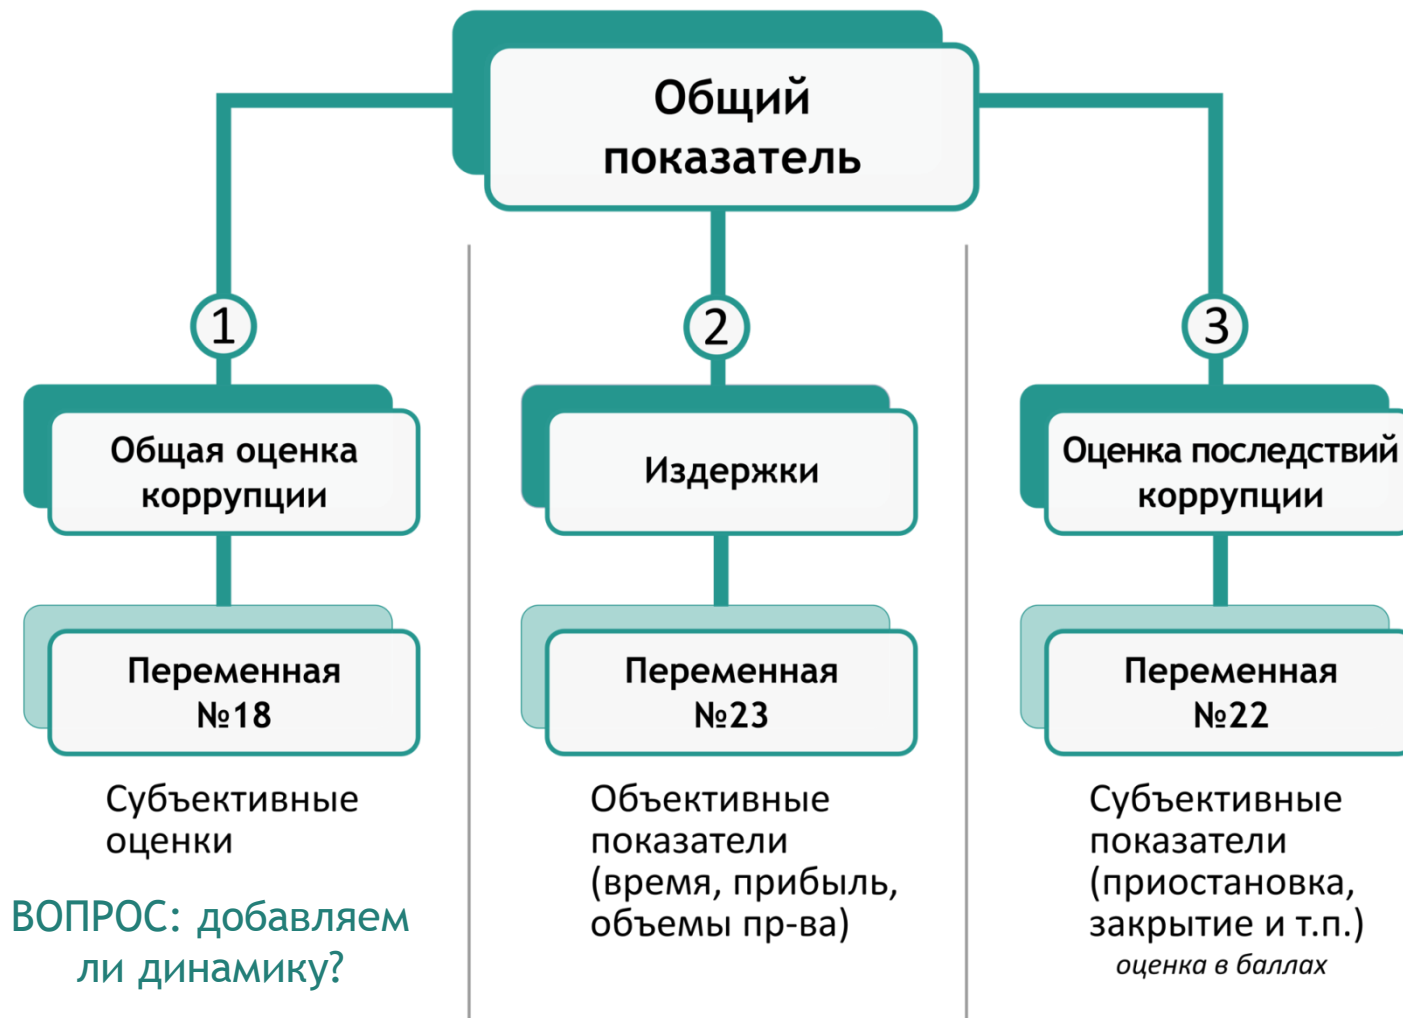 Общий
показатель
1
Общая оценка
коррупции
Переменная
№18
Субъективные
оценки
ВОПРОС: добавляем
ли динамику?
2
Издержки
Переменная
№23
Объективные
показатели
(время, прибыль,
объемы пр-ва)
3
Оценка последствий
коррупции
Переменная
№22
Субъективные
показатели
(приостановка,
закрытие и т.п.)
оценка в баллах